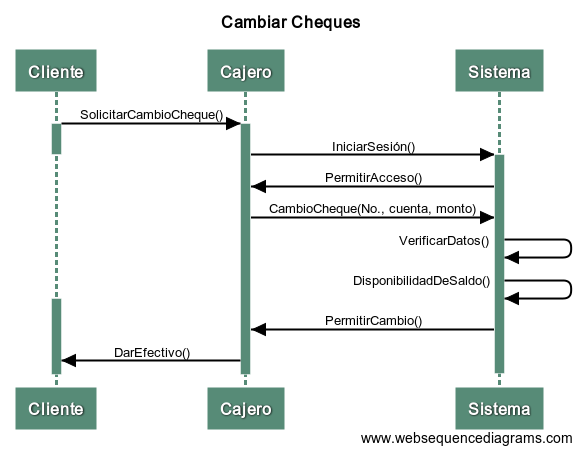 Cambiar Cheques
Cliente
Cajero
Sistema
SolicitarCambioCheque()
IniciarSesión()
PermitirAcceso()
CambioCheque(No., cuenta, monto)
VerificarDatos()
DisponibilidadDeSaldo()
PermitirCambio()
DarEfectivo()
Cliente
Cajero
Sistema
www.websequencediagrams.com